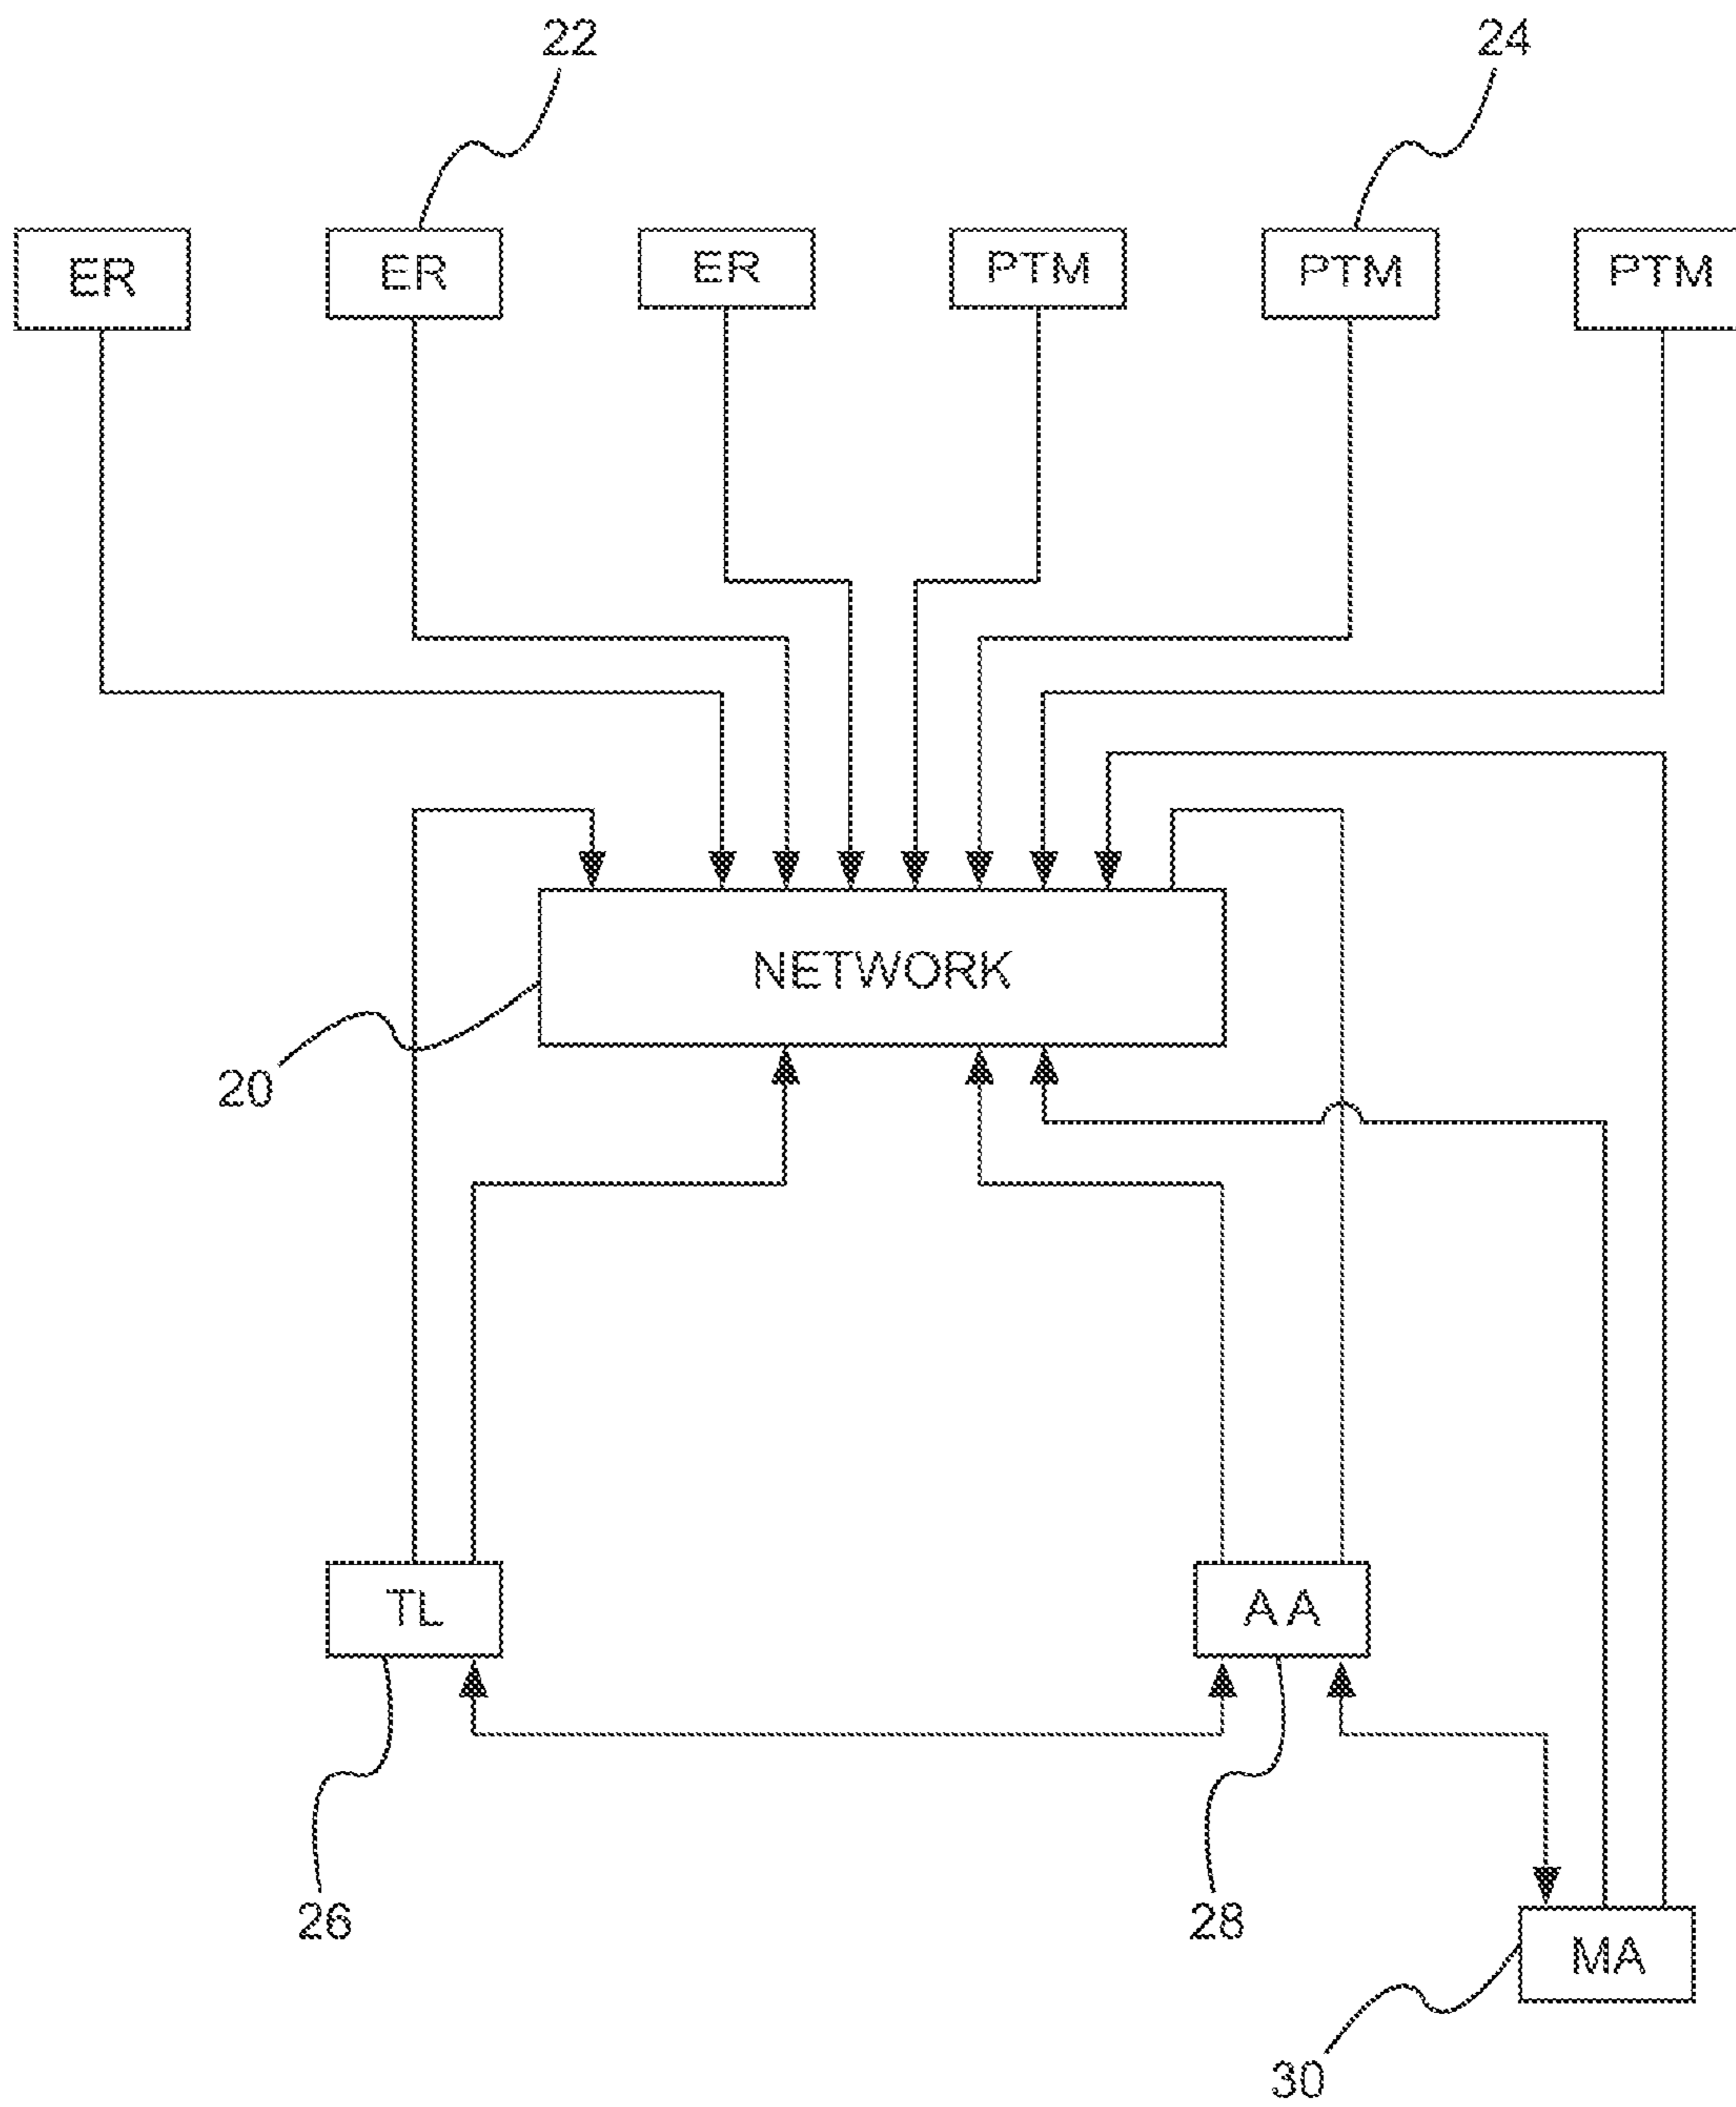 22 24
ER ER ER PTM PTM PTM
NETWORK
20
TL AA
26 28
MA
30